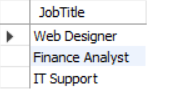 JobTitle
Web Designer
Finance Analyst
IT Support